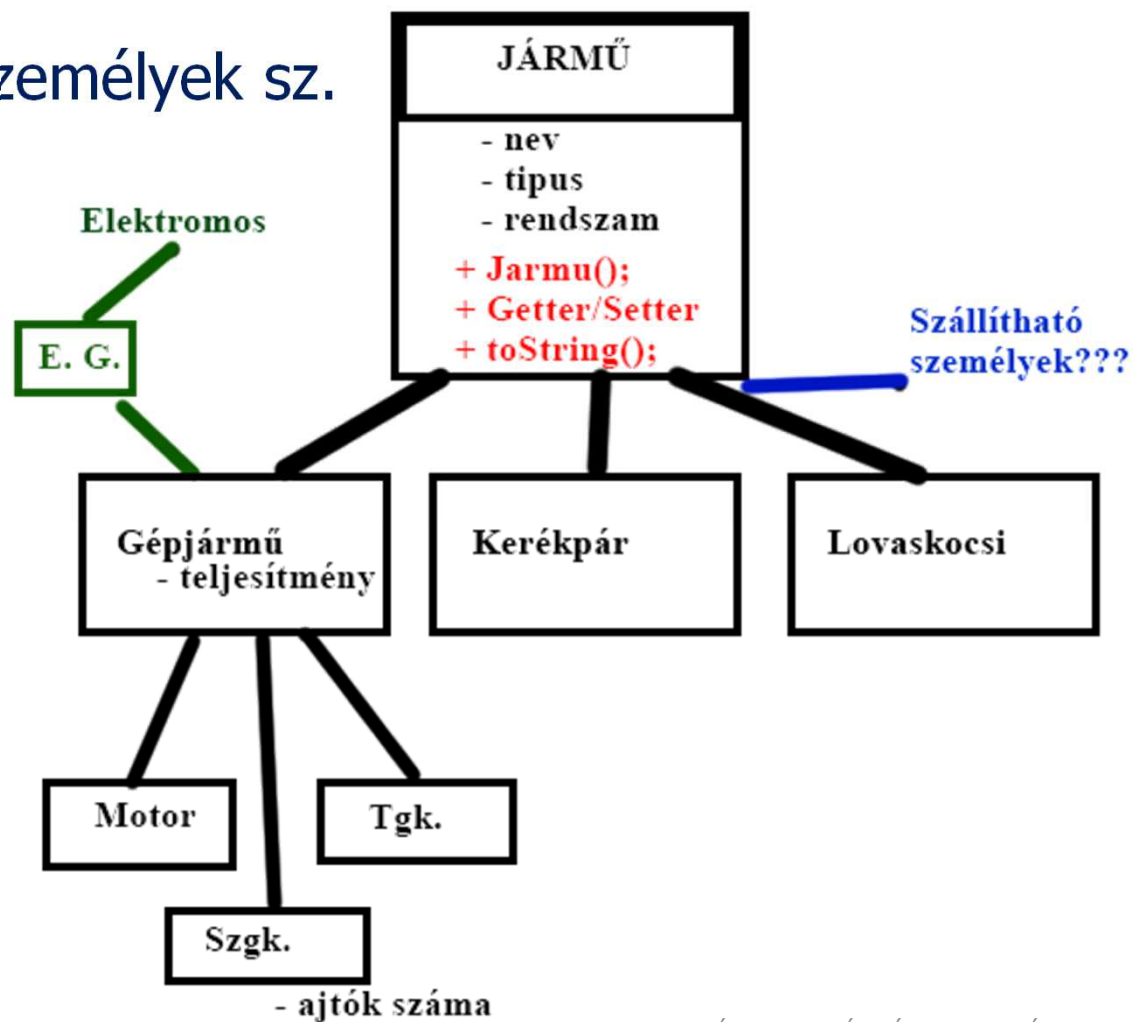 személyek sz.
JÁRMŰ
- nev
- tipus
- rendszam
+ Jarmu();
+ Getter/Setter
+ toString();
Elektromos
E. G.
Szállítható
személyek???
Gépjármű
- teljesítmény
Kerékpár
Lovaskocsi
Motor
Tgk.
Szgk.
- ajtók száma